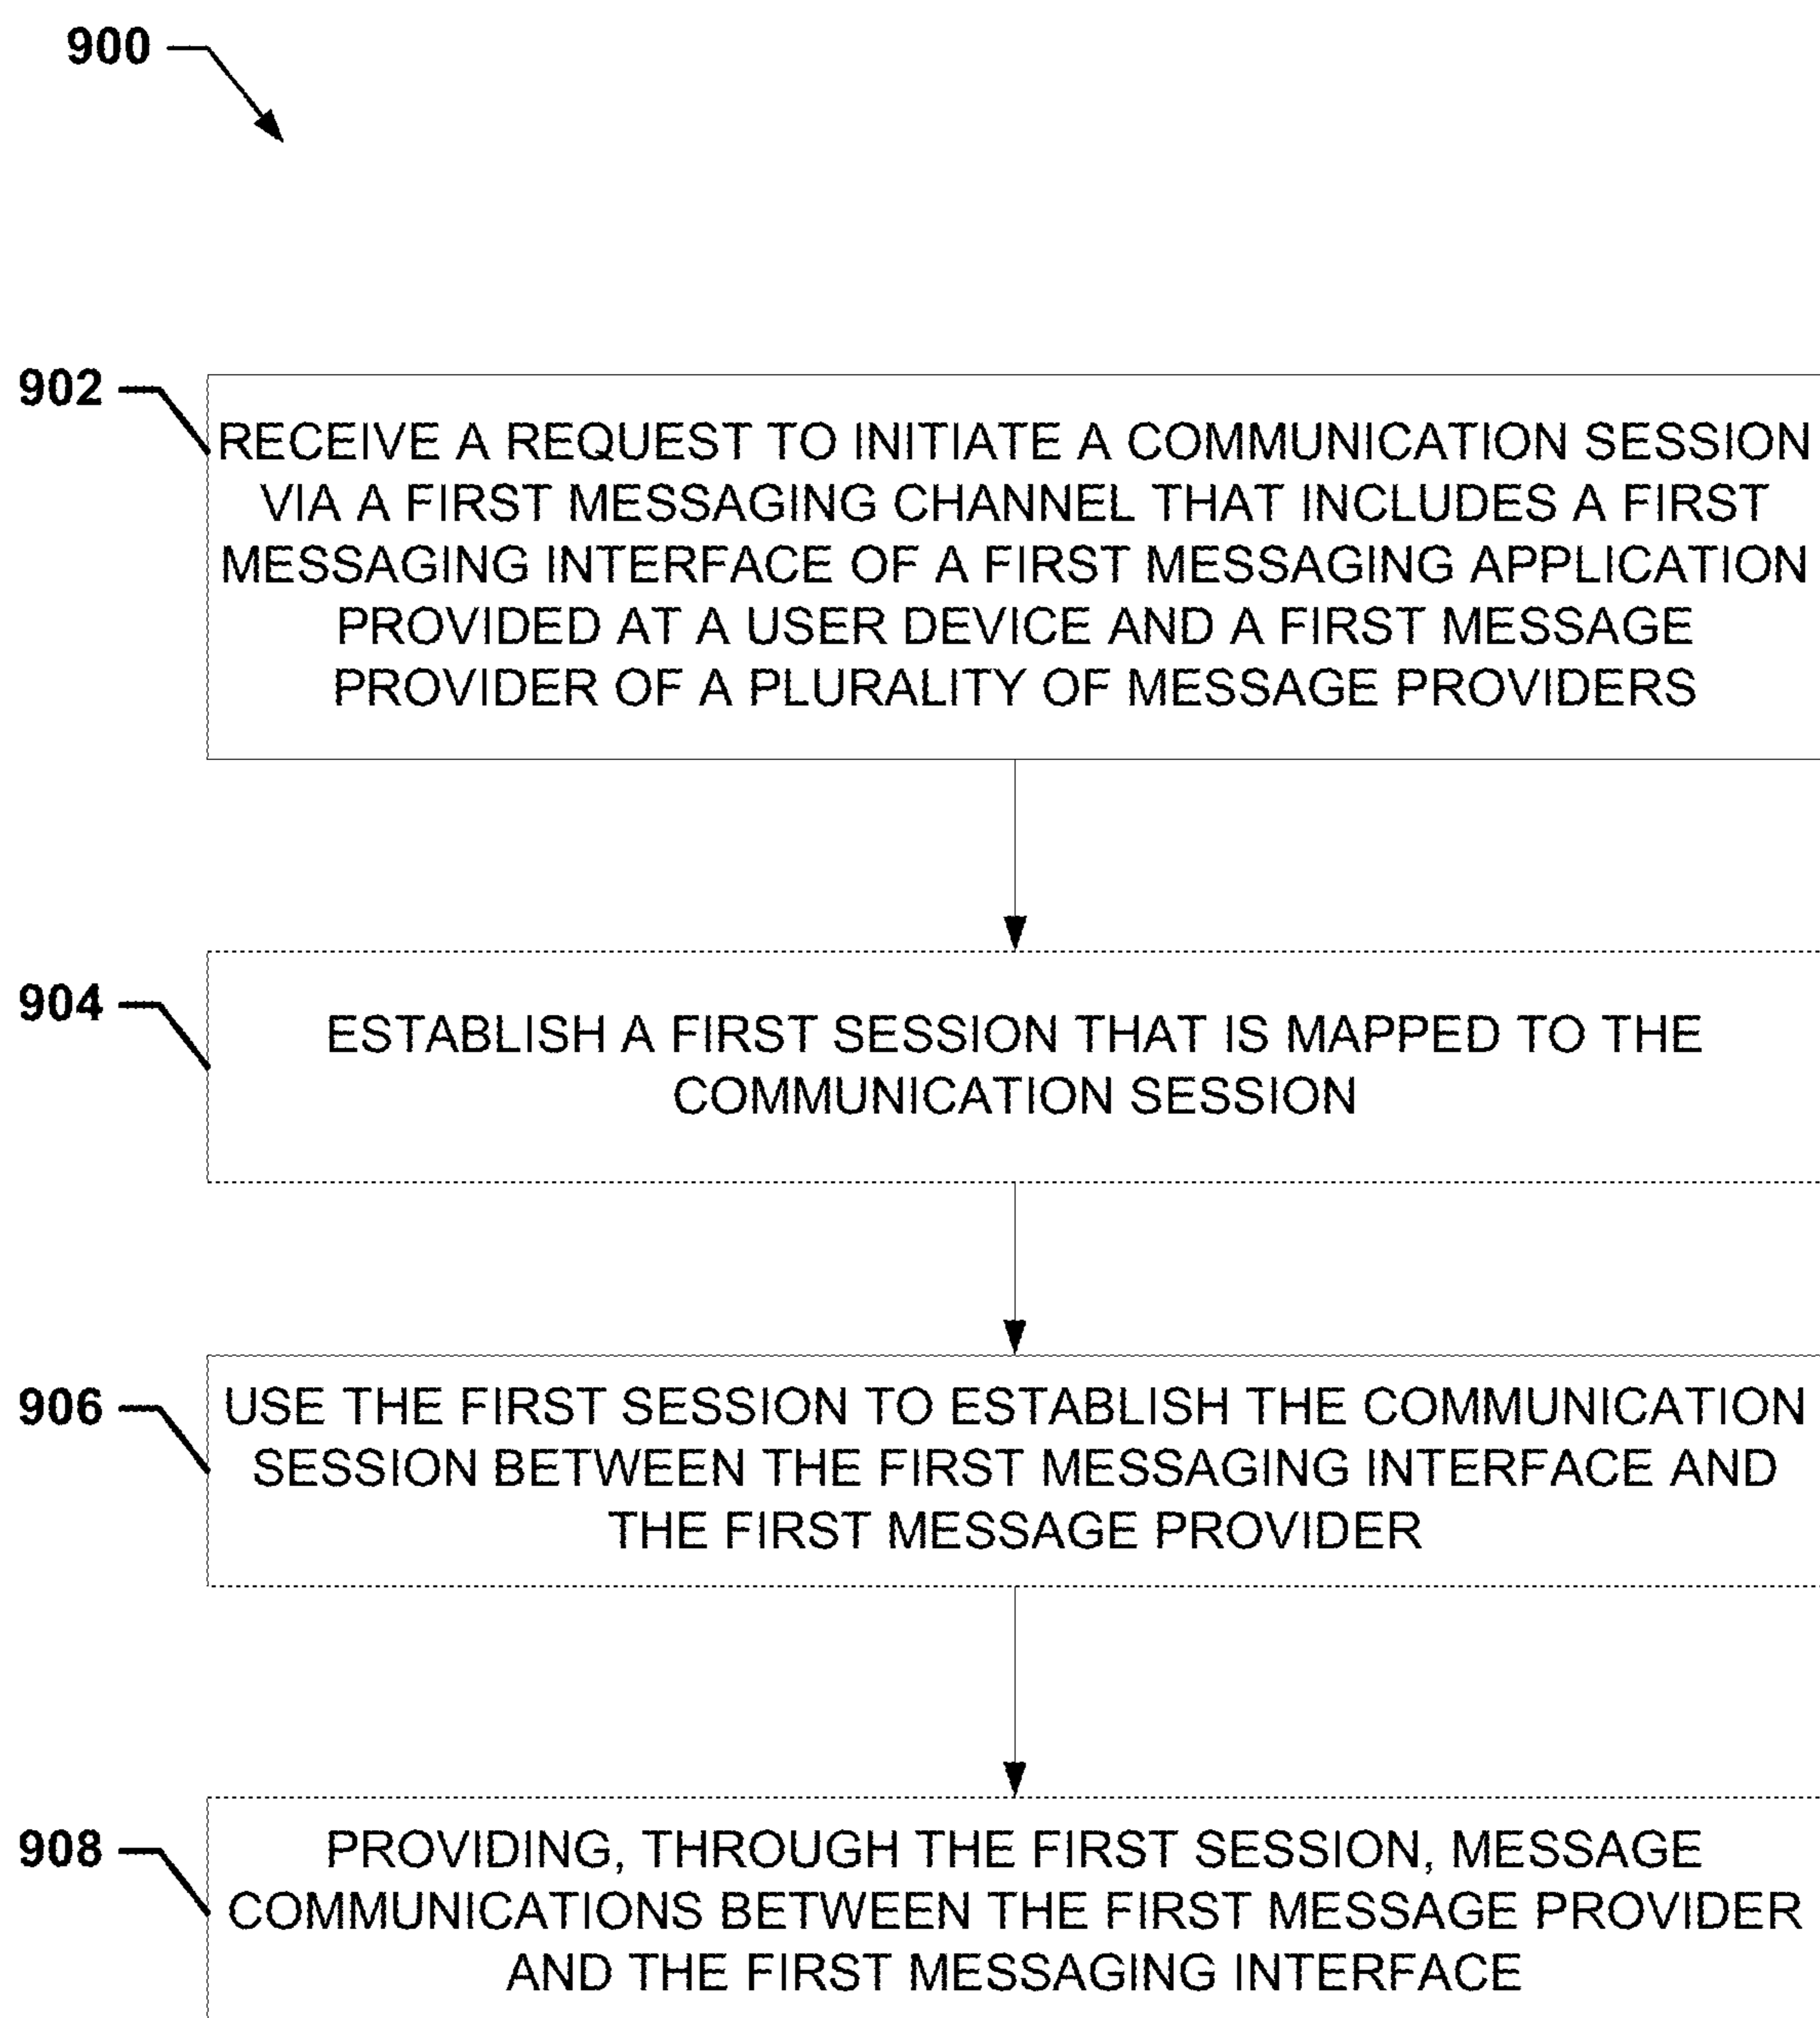 900
902
RECEIVE A REQUEST TO INITIATE A COMMUNICATION SESSION
VIA A FIRST MESSAGING CHANNEL THAT INCLUDES A FIRST
MESSAGING INTERFACE OF A FIRST MESSAGING APPLICATION
PROVIDED AT A USER DEVICE AND A FIRST MESSAGE
PROVIDER OF A PLURALITY OF MESSAGE PROVIDERS
904
ESTABLISH A FIRST SESSION THAT IS MAPPED TO THE
COMMUNICATION SESSION
906
USE THE FIRST SESSION TO ESTABLISH THE COMMUNICATION
SESSION BETWEEN THE FIRST MESSAGING INTERFACE AND
THE FIRST MESSAGE PROVIDER
908
PROVIDING, THROUGH THE FIRST SESSION, MESSAGE
COMMUNICATIONS BETWEEN THE FIRST MESSAGE PROVIDER
AND THE FIRST MESSAGING INTERFACE